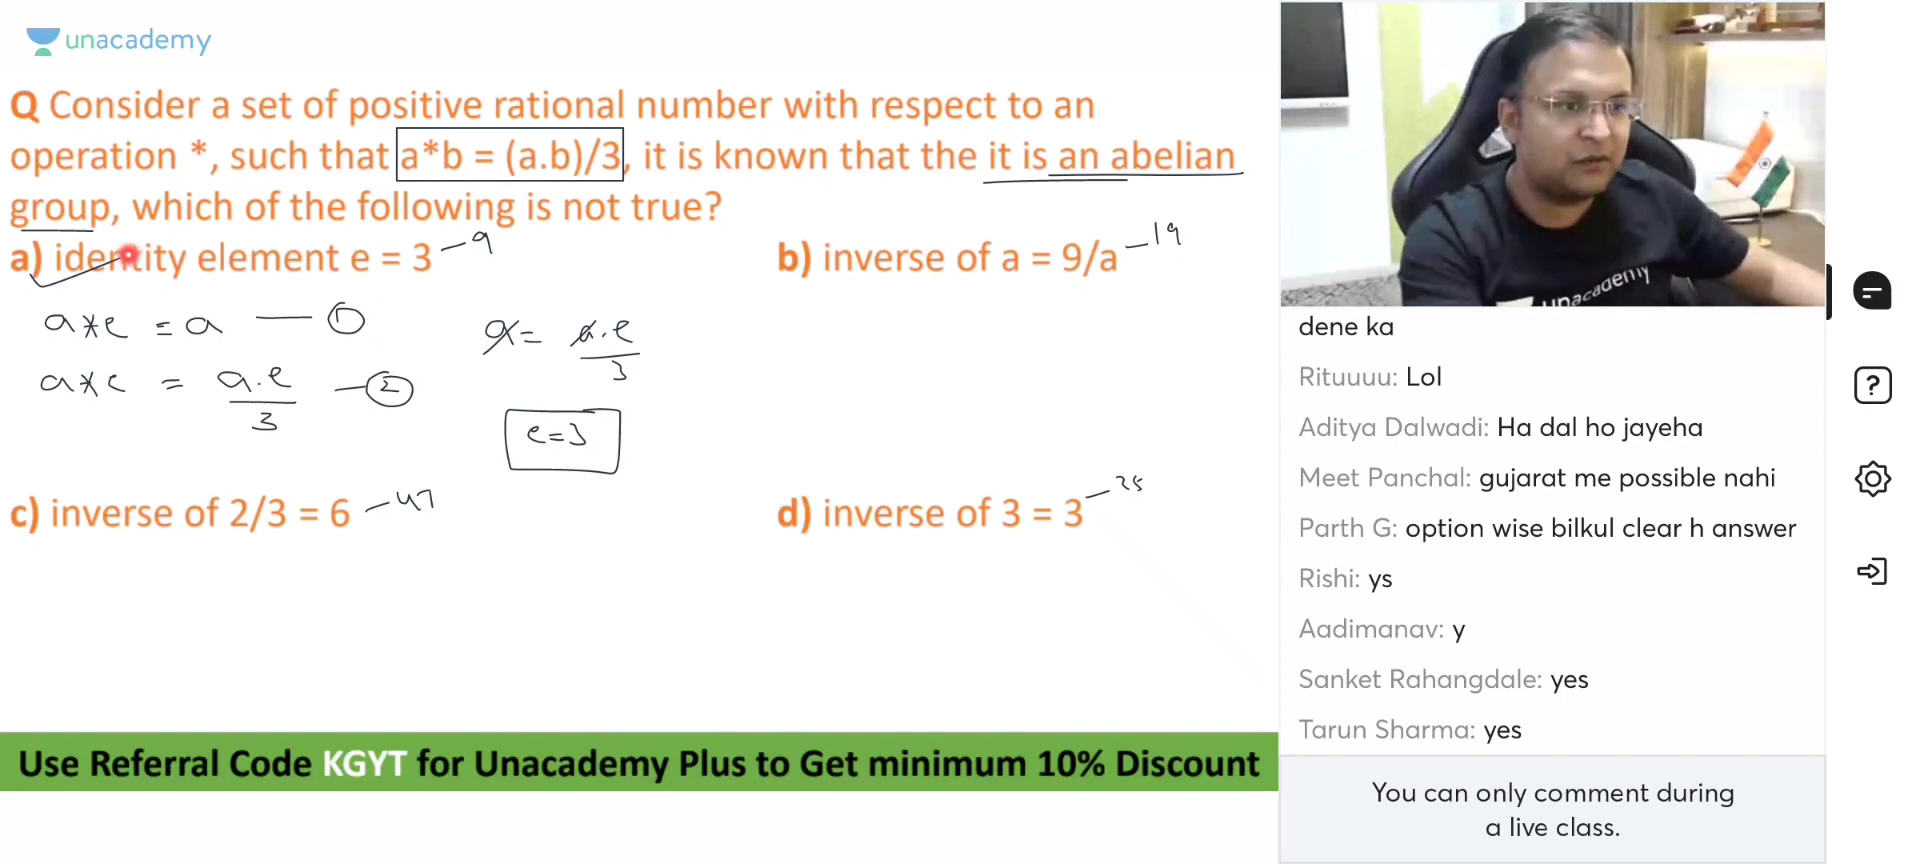 unacademy
Q Consider a set of positive rational number with respect to an
operation *, such that a*b = (a.b)/3, it is known that the it is an abelian
group, which of the following is not true?
a) identity element e = 3 – 9
b) inverse of a = 9/a – 19
a*e = a — 1
a*e = a.e/3 — 2
a = a.e/3
e=3
c) inverse of 2/3 = 6 – 47
d) inverse of 3 = 3 – 25
Use Referral Code KGYT for Unacademy Plus to Get minimum 10% Discount
unacademy
dene ka
Rituuuu: Lol
Aditya Dalwadi: Ha dal ho jayeha
Meet Panchal: gujarat me possible nahi
Parth G: option wise bilkul clear h answer
Rishi: ys
Aadimanav: y
Sanket Rahangdale: yes
Tarun Sharma: yes
You can only comment during
a live class.
?